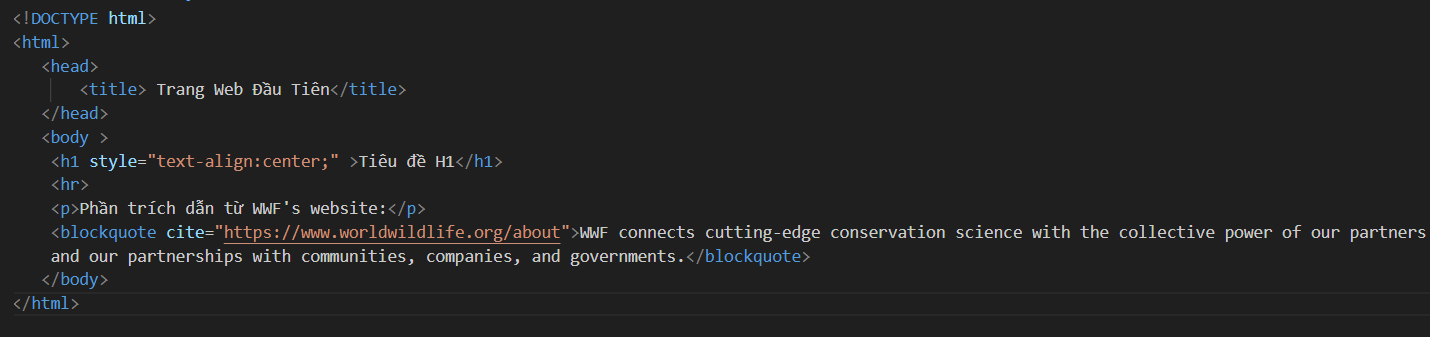 <!DOCTYPE html>
<html>
<head>
<title> Trang Web Đầu Tiên</title>
</head>
<body >
<h1 style="text-align:center;" >Tiêu đề H1</h1>
<hr>
<p>Phần trích dẫn từ WWF's website:</p>
<blockquote cite="https://www.worldwildlife.org/about">WWF connects cutting-edge conservation science with the collective power of our partners
and our partnerships with communities, companies, and governments.</blockquote>
</body>
</html>